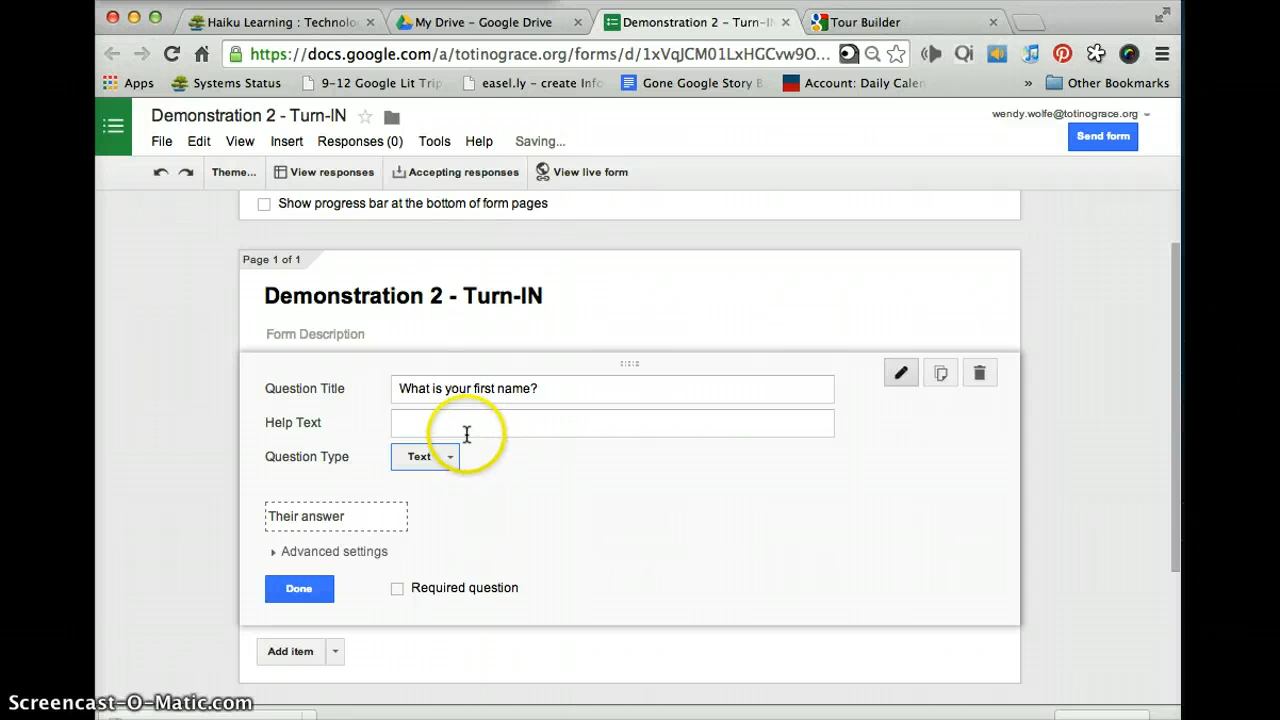 Haiku Learning : Technolo
My Drive - Google Drive
Demonstration 2 - Turn-IN
Tour Builder
https://docs.google.com/a/totinograce.org/forms/d/1xVqJCM01LxHGCvw9O...
Apps
Systems Status
9-12 Google Lit Trip
easel.ly - create Info
Gone Google Story B
Account: Daily Calen
»
Other Bookmarks
Demonstration 2 - Turn-IN
wendy.wolfe@totinograce.org
File Edit View Insert Responses (0) Tools Help Saving...
Send form
Theme... View responses Accepting responses View live form
Show progress bar at the bottom of form pages
Page 1 of 1
Demonstration 2 - Turn-IN
Form Description
Question Title What is your first name?
Help Text
Question Type Text
Their answer
Advanced settings
Done Required question
Add item
Screencast-O-Matic.com